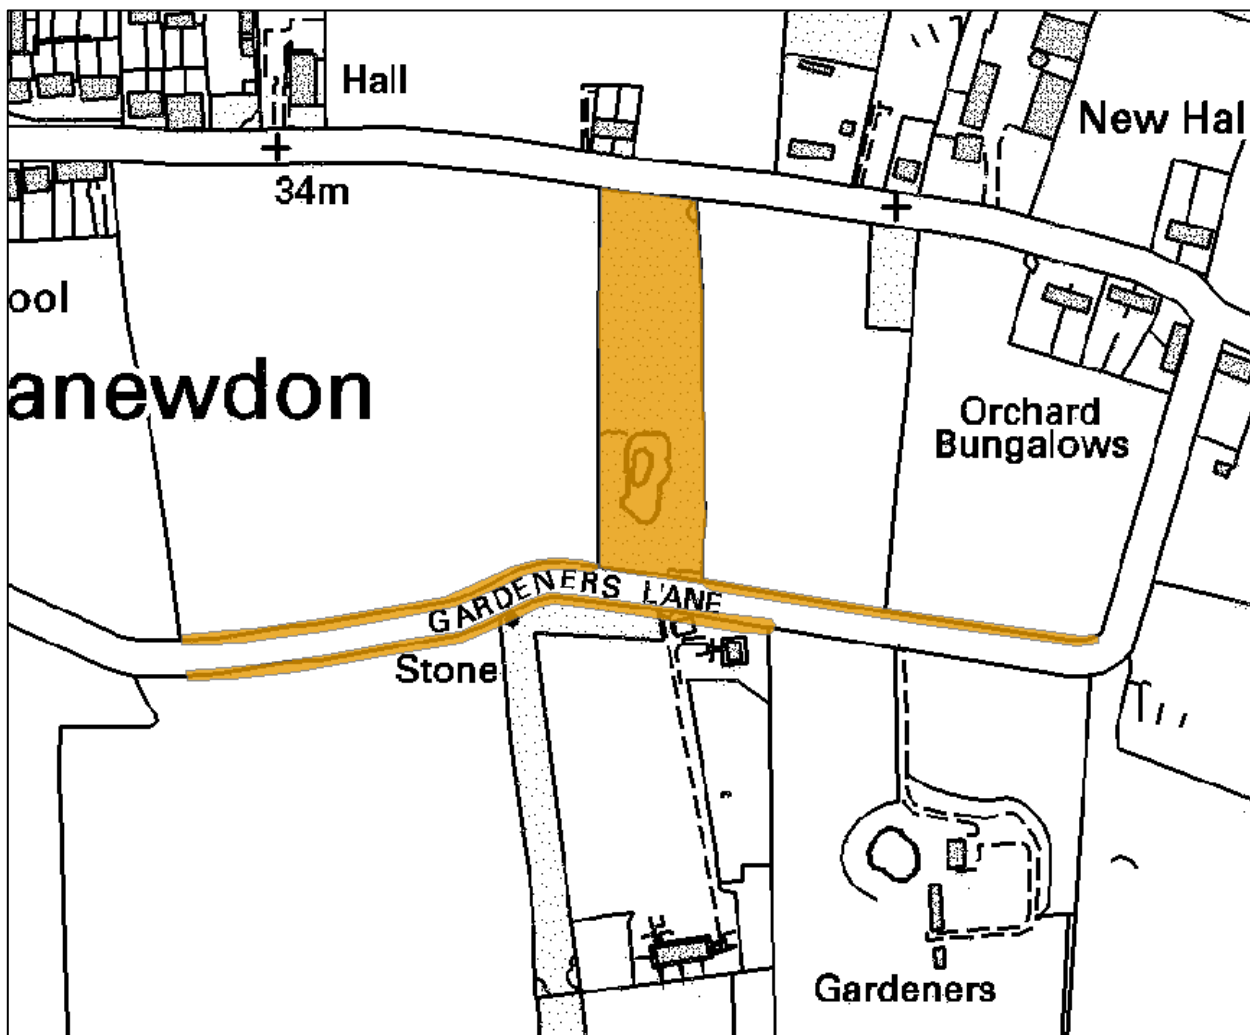 Hall
New Hal
34m
ool
anewdon
Orchard
Bungalows
GARDENERS LANE
Stone
Gardeners